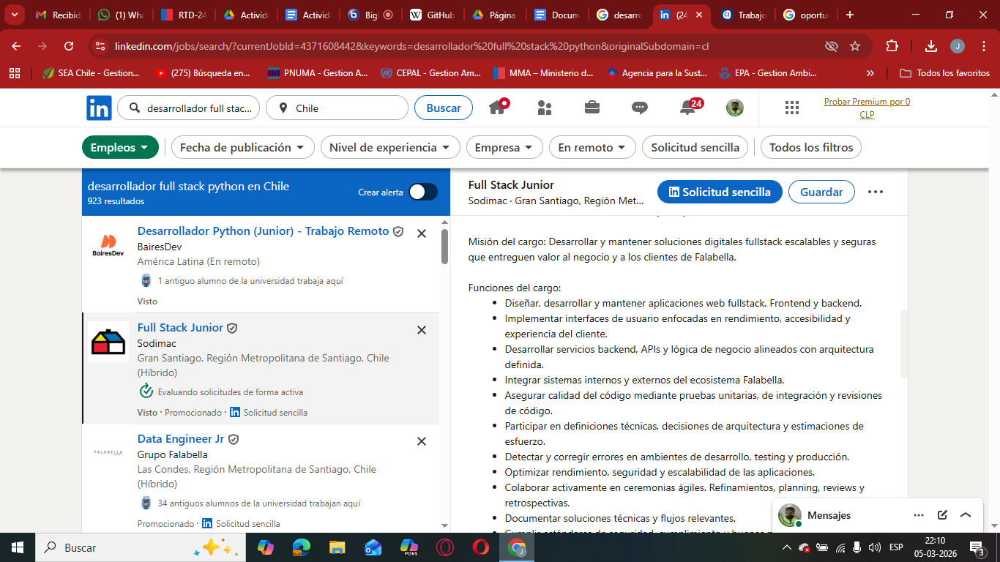 Recibid
(1) Wha
RTD-24
Activida
Activida
Bigl
GitHub
Página
Docum
desarro
(24
Trabajo
oportu
linkedin.com/jobs/search/?currentJobId=4371608442&keywords=desarrollador%20full%20stack%20python&originalSubdomain=cl
J
SEA Chile - Gestion...
(275) Búsqueda en...
PNUMA - Gestion A...
CEPAL - Gestion Am...
MMA – Ministerio d...
Agencia para la Sust...
EPA - Gestion Ambi...
Todos los favoritos
in
desarrollador full stac...
Chile
Buscar
24
Probar Premium por 0
CLP
Empleos
Fecha de publicación
Nivel de experiencia
Empresa
En remoto
Solicitud sencilla
Todos los filtros
desarrollador full stack python en Chile
923 resultados
Crear alerta
Desarrollador Python (Junior) - Trabajo Remoto
BairesDev
BairesDev
América Latina (En remoto)
1 antiguo alumno de la universidad trabaja aquí
Visto
Full Stack Junior
Sodimac
Gran Santiago, Región Metropolitana de Santiago, Chile
(Híbrido)
Evaluando solicitudes de forma activa
Visto · Promocionado · in Solicitud sencilla
Data Engineer Jr
FALABELLA
Grupo Falabella
Las Condes, Región Metropolitana de Santiago, Chile
(Híbrido)
34 antiguos alumnos de la universidad trabajan aquí
Promocionado · in Solicitud sencilla
Full Stack Junior
Sodimac · Gran Santiago, Región Met...
in Solicitud sencilla
Guardar
Misión del cargo: Desarrollar y mantener soluciones digitales fullstack escalables y seguras
que entreguen valor al negocio y a los clientes de Falabella.
Funciones del cargo:
• Diseñar, desarrollar y mantener aplicaciones web fullstack. Frontend y backend.
• Implementar interfaces de usuario enfocadas en rendimiento, accesibilidad y
experiencia del cliente.
• Desarrollar servicios backend, APIs y lógica de negocio alineados con arquitectura
definida.
• Integrar sistemas internos y externos del ecosistema Falabella.
• Asegurar calidad del código mediante pruebas unitarias, de integración y revisiones
de código.
• Participar en definiciones técnicas, decisiones de arquitectura y estimaciones de
esfuerzo.
• Detectar y corregir errores en ambientes de desarrollo, testing y producción.
• Optimizar rendimiento, seguridad y escalabilidad de las aplicaciones.
• Colaborar activamente en ceremonias ágiles. Refinamientos, planning, reviews y
retrospectivas.
• Documentar soluciones técnicas y flujos relevantes.
Mensajes
Buscar
M365
J
ESP
22:10
05-03-2026
3